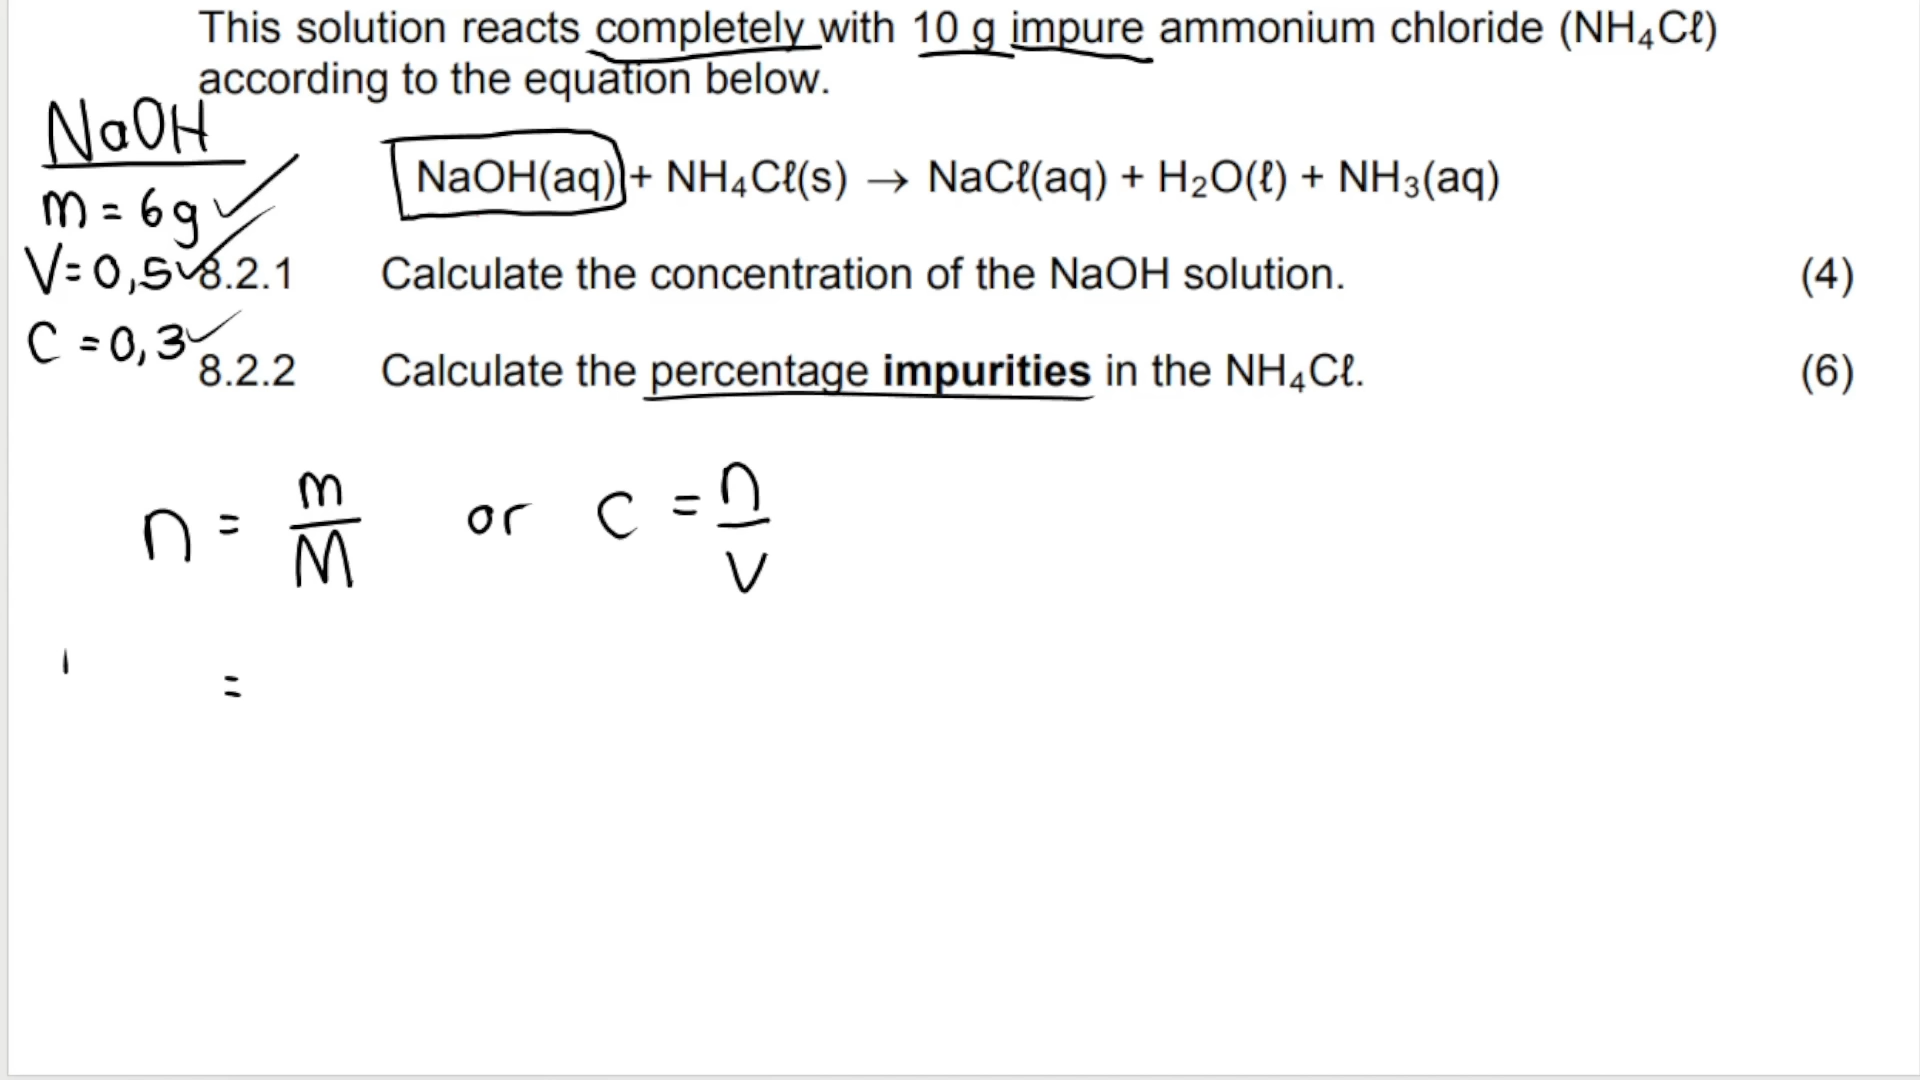 This solution reacts completely with 10 g impure ammonium chloride (NH₄Cℓ)
according to the equation below.
NaOH
m = 6g ✓
V = 0,5 ✓
C = 0,3 ✓
NaOH(aq) + NH₄Cℓ(s) → NaCℓ(aq) + H₂O(ℓ) + NH₃(aq)
8.2.1 Calculate the concentration of the NaOH solution. (4)
8.2.2 Calculate the percentage impurities in the NH₄Cℓ. (6)
n = m/M or c = n/V
=